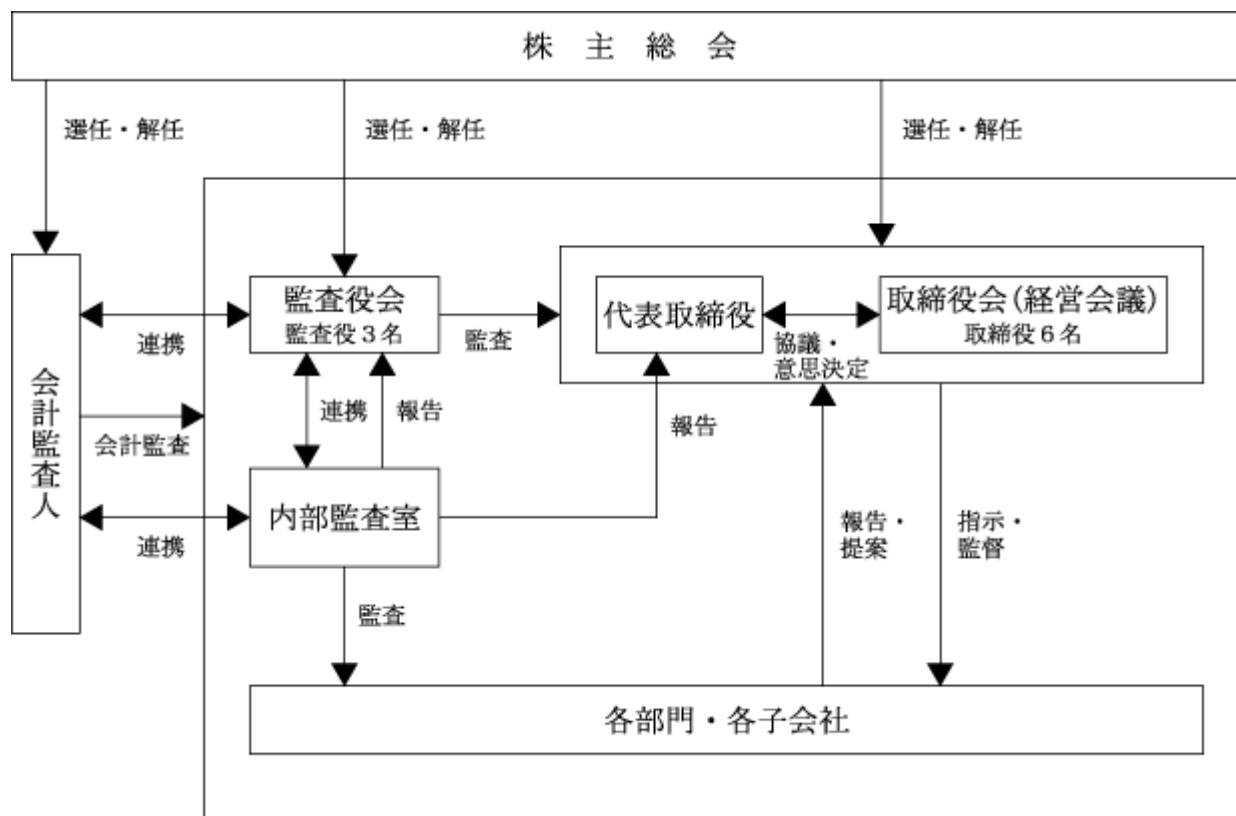 株主総会
選任・解任
選任・解任
選任・解任
監査役会
監査役3名
代表取締役
取締役会(経営会議)
取締役6名
連携
監査
協議・
意思決定
会計監査人
会計監査
連携
報告
報告
内部監査室
連携
報告・
提案
指示・
監督
監査
各部門・各子会社